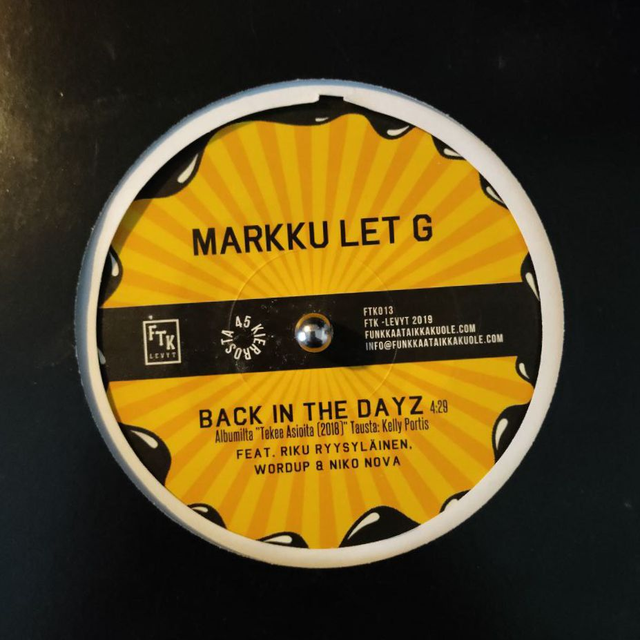 MARKKU LET G
FTK
LEVYT
45 KIERROSTA
FTK013
FTK -LEVYT 2019
FUNKKAATAIKKAKUOLE.COM
INFO@FUNKKAATAIKKAKUOLE.COM
BACK IN THE DAYZ 4:29
Albumilta "Tekee Asioita (2018)" Tausta: Kelly Portis
FEAT. RIKU RYYSYLÄINEN,
WORDUP & NIKO NOVA